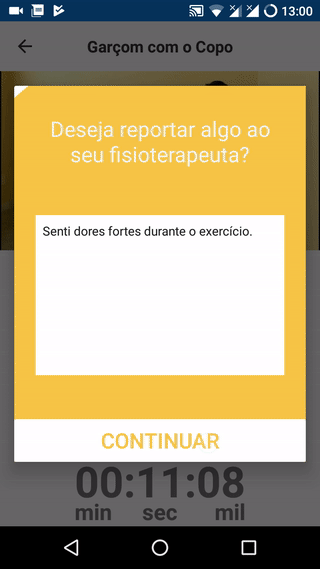 13:00
Garçom com o Copo
Deseja reportar algo ao
seu fisioterapeuta?
Senti dores fortes durante o exercício.
CONTINUAR
00:11:08
min sec mil